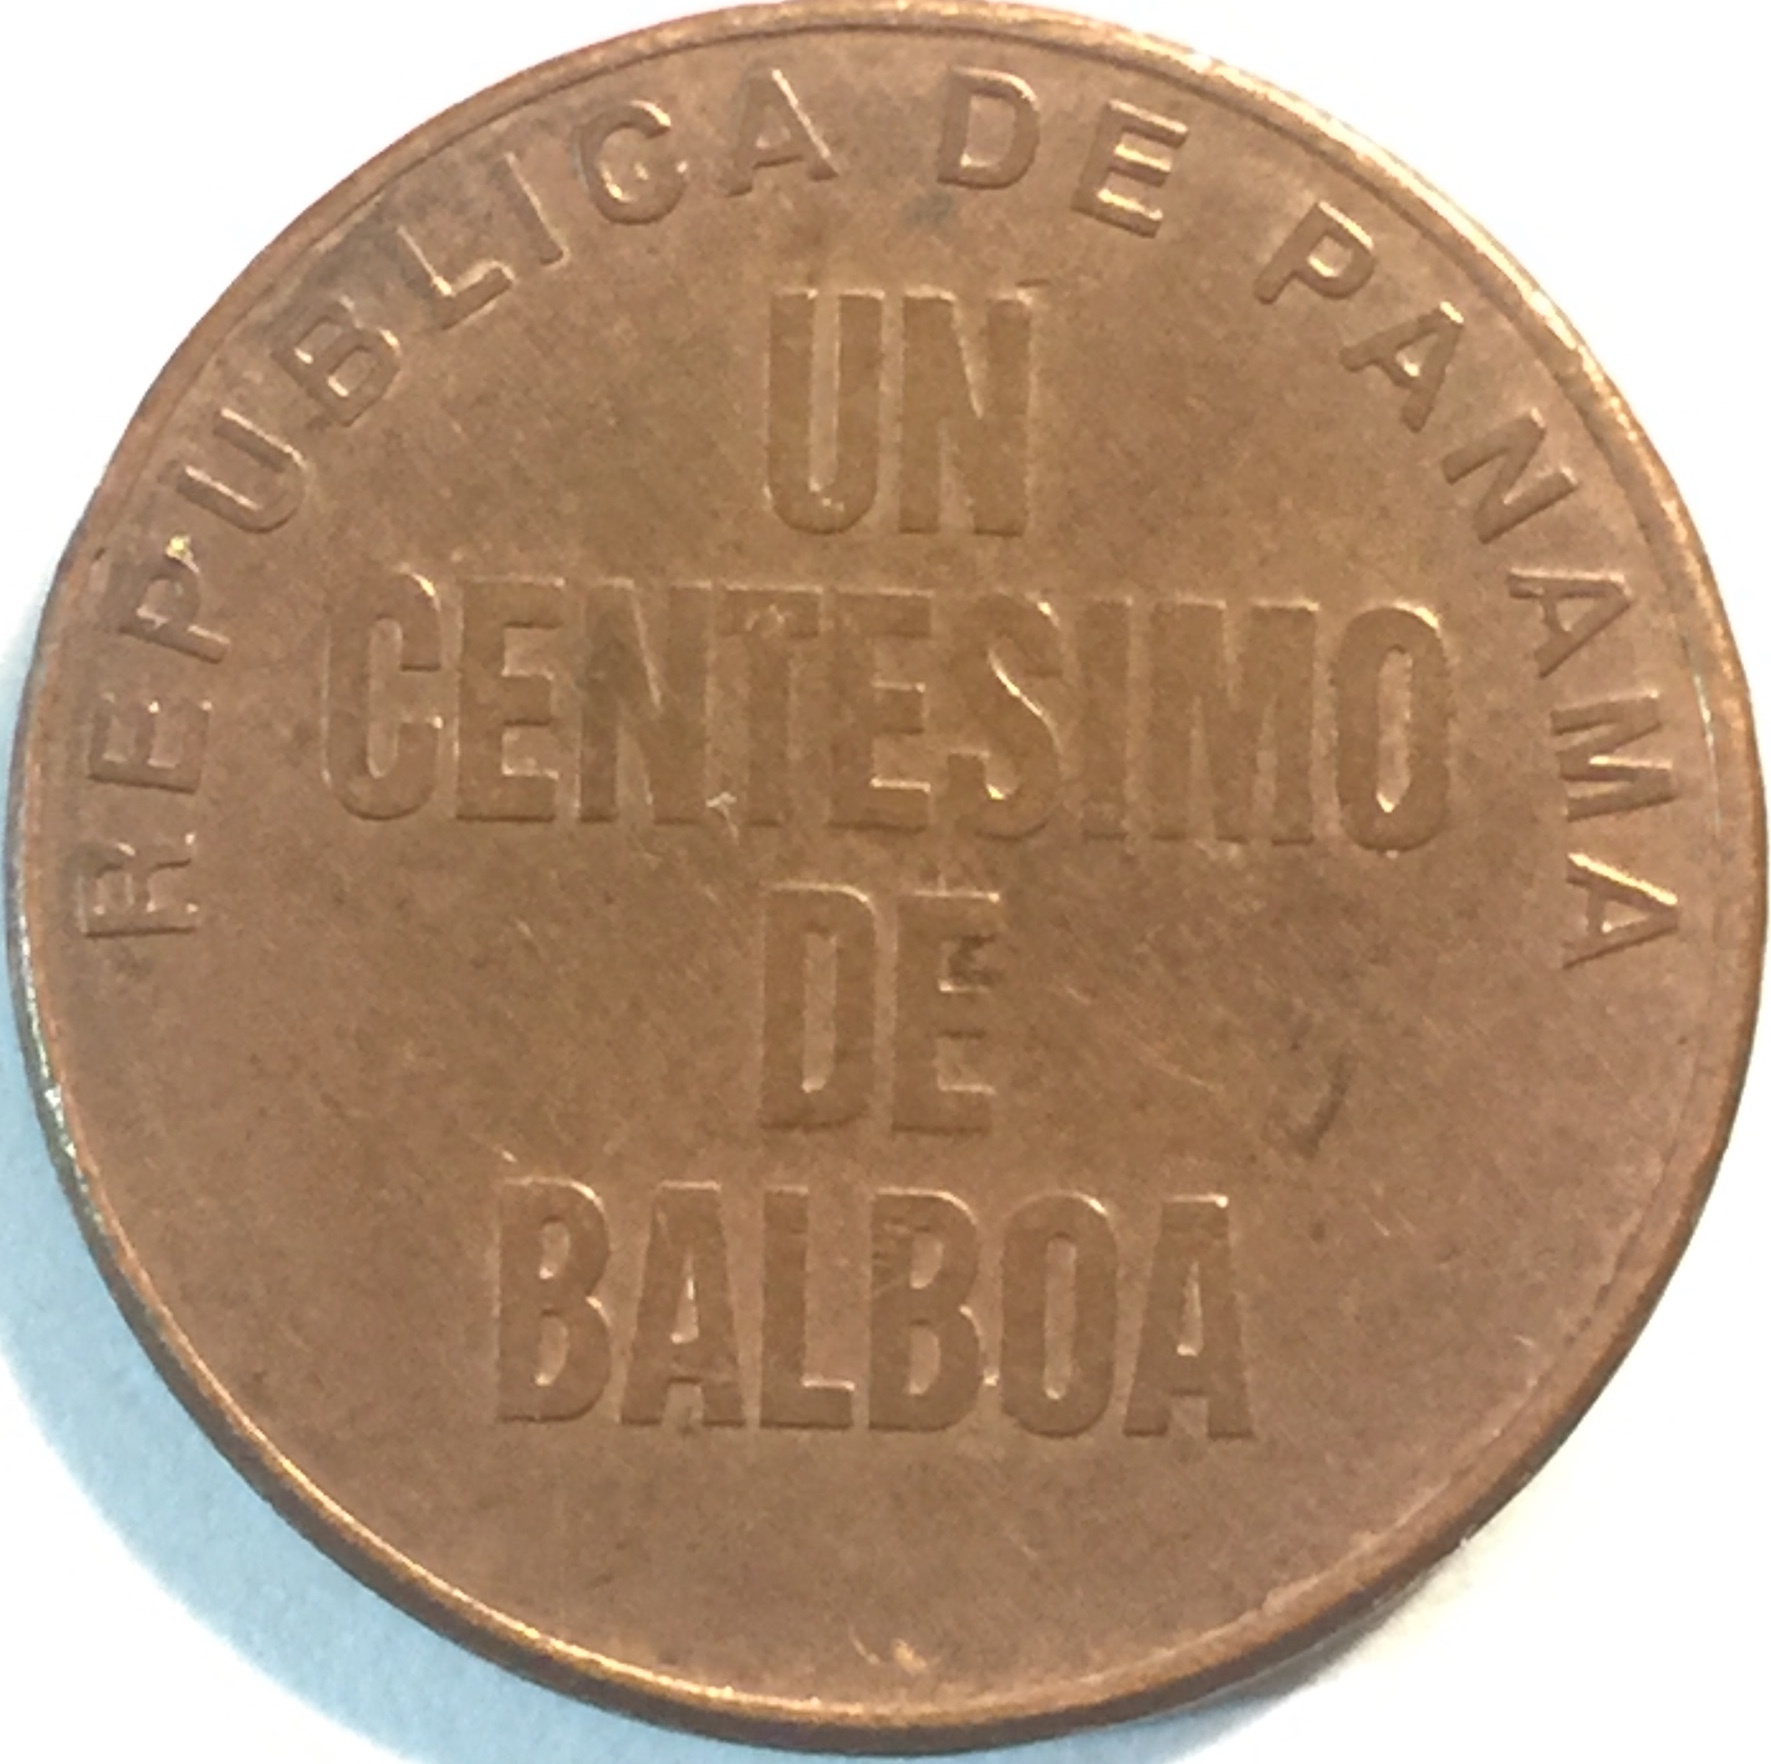 REPUBLICA DE PANAMA
UN
CENTESIMO
DE
BALBOA